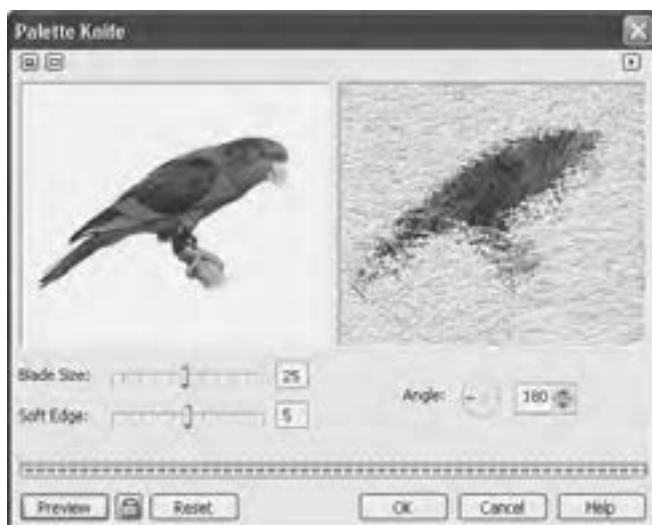 Palette Knife
Blade Size: 25
Angle: 180
Soft Edge: 5
Preview Reset OK Cancel Help